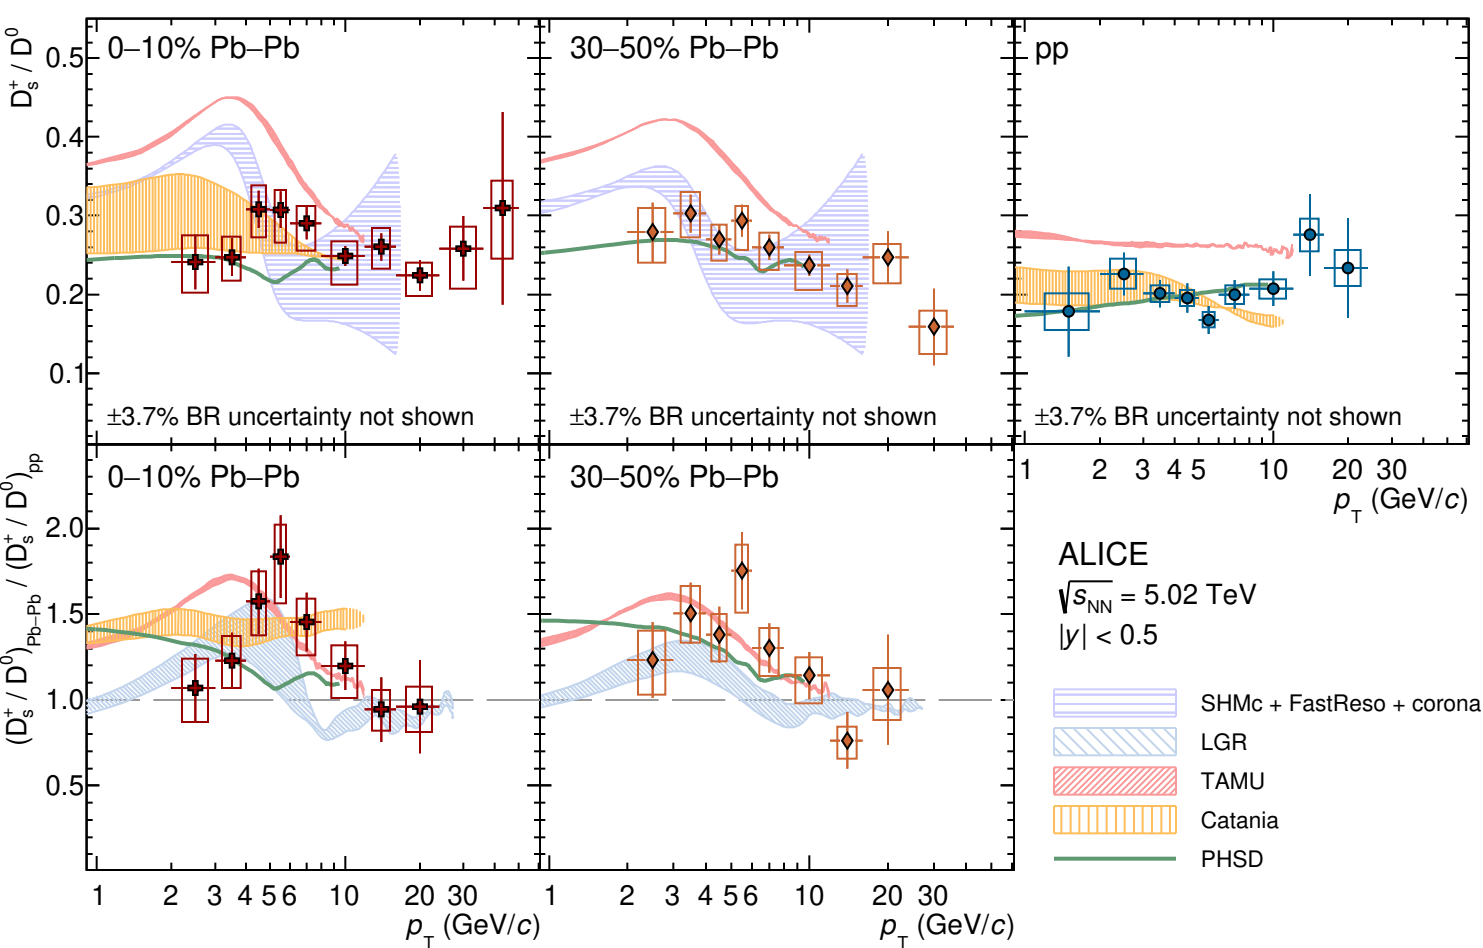 0–10% Pb–Pb
30–50% Pb–Pb
pp
D_s^+ / D^0
0.5
0.4
0.3
0.2
0.1
±3.7% BR uncertainty not shown
±3.7% BR uncertainty not shown
±3.7% BR uncertainty not shown
1 2 3 4 5 10 20 30
p_T (GeV/c)
0–10% Pb–Pb
30–50% Pb–Pb
(D_s^+ / D^0)_Pb–Pb / (D_s^+ / D^0)_pp
2.0
1.5
1.0
0.5
1 2 3 4 5 6 10 20 30
p_T (GeV/c)
1 2 3 4 5 6 10 20 30
p_T (GeV/c)
ALICE
√s_NN = 5.02 TeV
|y| < 0.5
SHMc + FastReso + corona
LGR
TAMU
Catania
PHSD